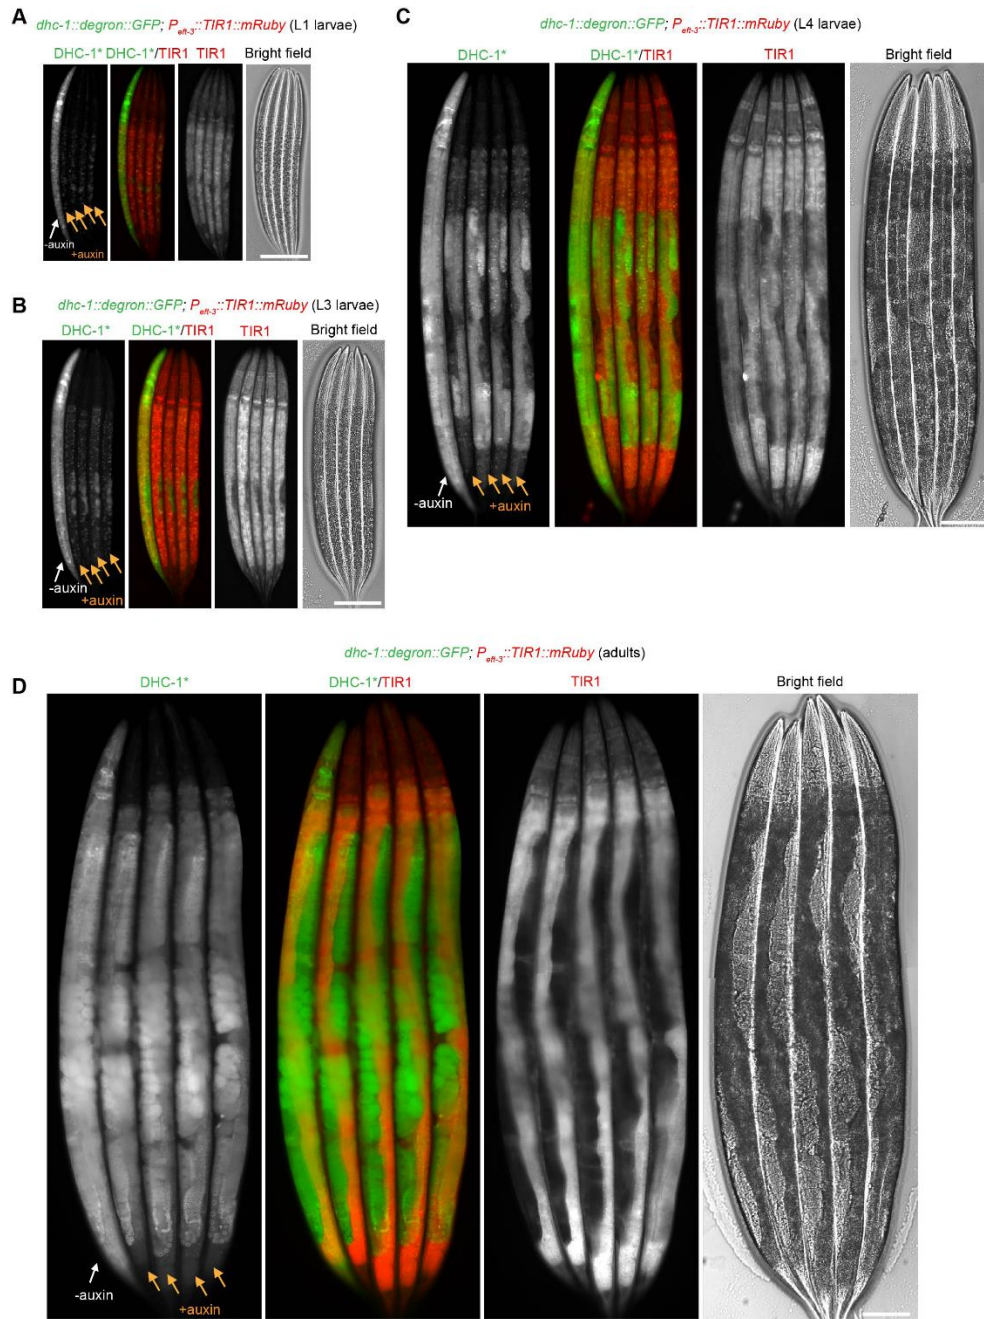 A
dhc-1::degron::GFP; Peft-3::TIR1::mRuby (L1 larvae)
DHC-1* DHC-1*/TIR1 TIR1 Bright field
-auxin
+auxin
B
dhc-1::degron::GFP; Peft-3::TIR1::mRuby (L3 larvae)
DHC-1* DHC-1*/TIR1 TIR1 Bright field
-auxin
+auxin
C
dhc-1::degron::GFP; Peft-3::TIR1::mRuby (L4 larvae)
DHC-1* DHC-1*/TIR1 TIR1 Bright field
-auxin
+auxin
dhc-1::degron::GFP; Peft-3::TIR1::mRuby (adults)
D
DHC-1* DHC-1*/TIR1 TIR1 Bright field
-auxin
+auxin